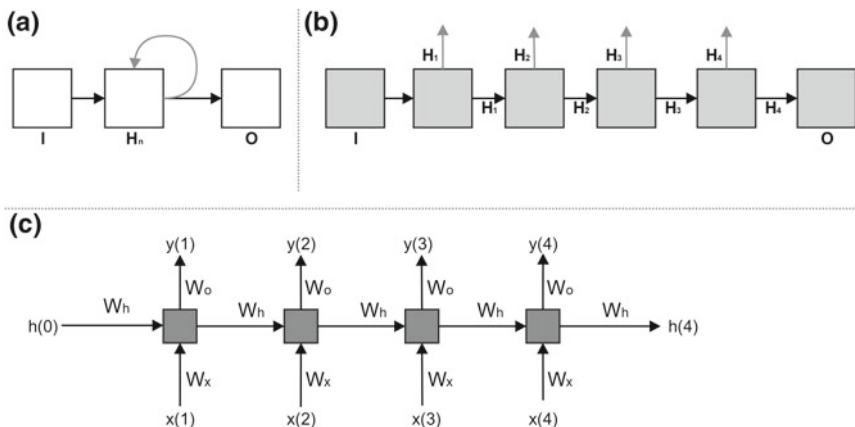 (a)
I
Hn
O
(b)
H1 H2 H3 H4
H1 H2 H3 H4
I
O
(c)
y(1) y(2) y(3) y(4)
Wo Wo Wo Wo
Wh Wh Wh Wh Wh
h(0) h(4)
Wx Wx Wx Wx
x(1) x(2) x(3) x(4)